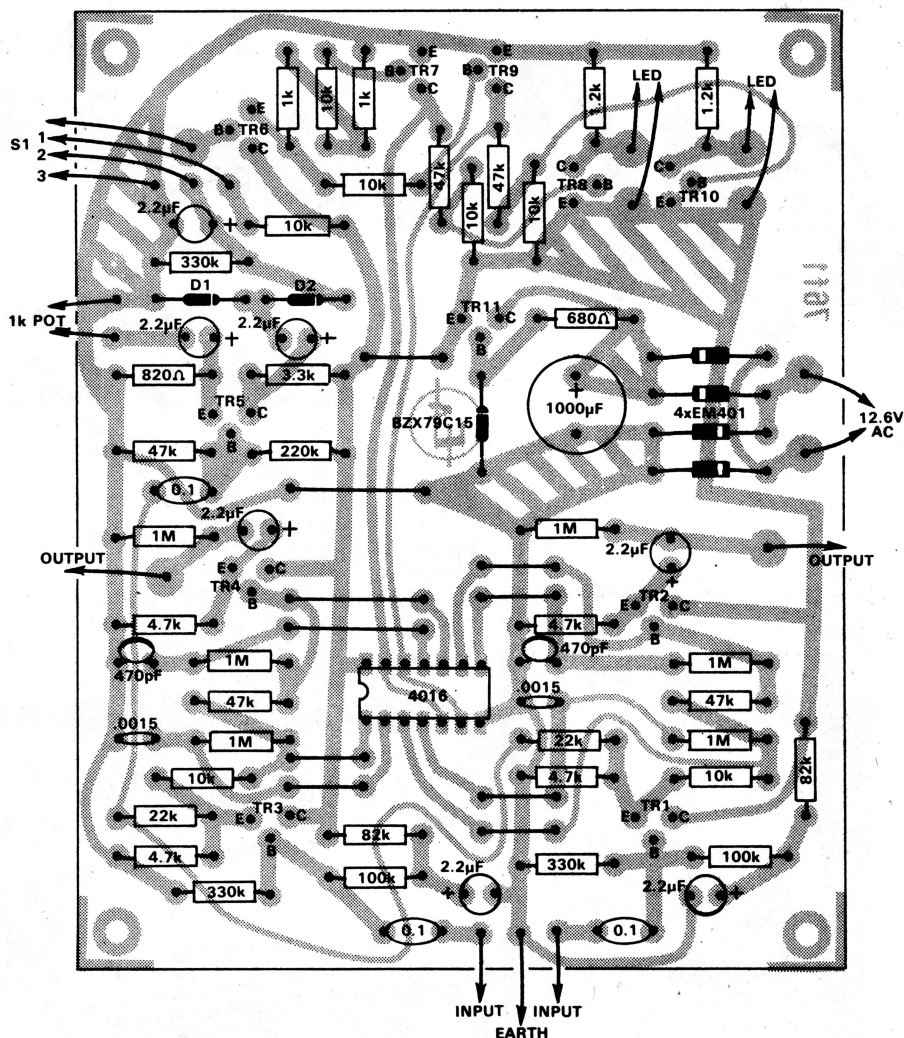 E
B TR7
C
E
B TR9
C
1k
10k
1k
1.2k
LED
1.2k
LED
S1 1
2
3
E
B TR6
C
47k
47k
10k
10k
10k
C
TR8 B
E
C
B
E TR10
2.2µF
+
10k
330k
D1
D2
1k POT
2.2µF
+
2.2µF
+
E TR11 C
B
680Ω
820Ω
3.3k
+
1000µF
BZX79C15
4xEM401
12.6V
AC
E TR5 C
B
47k
220k
0.1
2.2µF
+
1M
1M
2.2µF
+
OUTPUT
OUTPUT
E C
TR4 B
TR2
E C
B
4.7k
4.7k
470pF
470pF
1M
1M
47k
4016
47k
.0015
.0015
1M
22k
1M
10k
4.7k
10k
82k
22k
E TR3 C
B
TR1
E C
B
82k
4.7k
330k
100k
100k
330k
2.2µF
+
2.2µF
+
0.1
0.1
INPUT
INPUT
EARTH